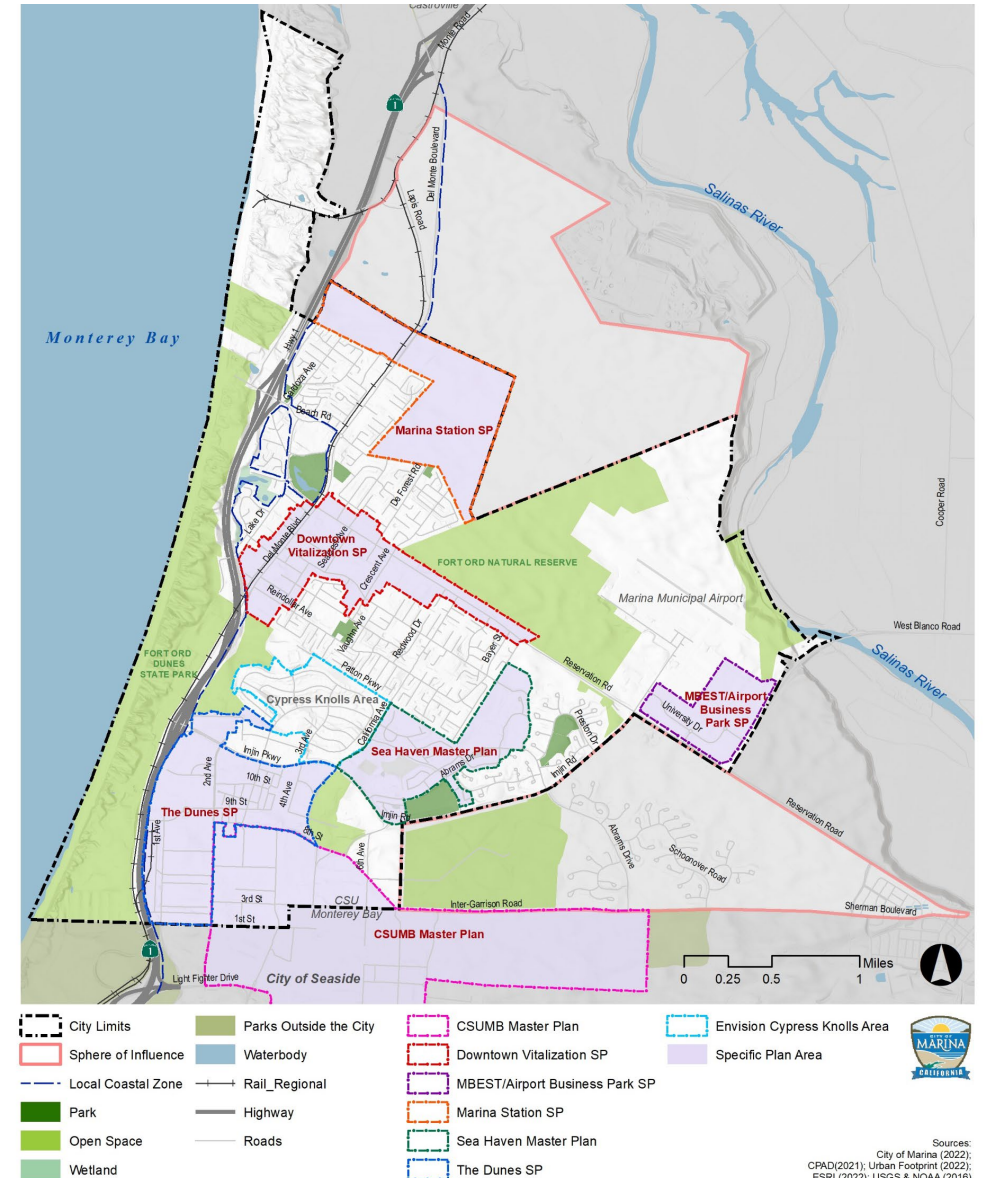 Castroville
Monte Road
1
Del Monte Boulevard
Lapis Road
Salinas River
Monterey Bay
Hwy 1
Beach Rd
Marina Station SP
De Forest Rd
Cooper Road
Lake Dr
Del Monte Blvd
Downtown
Vitalization SP
Crescent Ave
FORT ORD NATURAL RESERVE
Marina Municipal Airport
Reindollar Ave
Vaughn Ave
Redwood Dr
Bayer St
West Blanco Road
Salinas River
FORT ORD
DUNES
STATE PARK
Patton Pkwy
Reservation Rd
Cypress Knolls Area
California Ave
MBEST/Airport
Business
Park SP
University Dr
Preston Dr
Sea Haven Master Plan
Abrams Dr
Imjin Rd
Imjin Pkwy
3rd Ave
2nd Ave
10th St
4th Ave
9th St
The Dunes SP
8th St
Imjin Rd
1st Ave
5th Ave
Abrams Drive
Schoonover Road
Reservation Road
3rd St
CSU
Monterey Bay
1st St
Inter-Garrison Road
Sherman Boulevard
CSUMB Master Plan
1
Light Fighter Drive
City of Seaside
Miles
0 0.25 0.5 1
City Limits
Sphere of Influence
Local Coastal Zone
Park
Open Space
Wetland
Parks Outside the City
Waterbody
Rail_Regional
Highway
Roads
CSUMB Master Plan
Downtown Vitalization SP
MBEST/Airport Business Park SP
Marina Station SP
Sea Haven Master Plan
The Dunes SP
Envision Cypress Knolls Area
Specific Plan Area
CITY OF
MARINA
CALIFORNIA
Sources:
City of Marina (2022);
CPAD(2021); Urban Footprint (2022);
ESRI (2022); USGS & NOAA (2016)